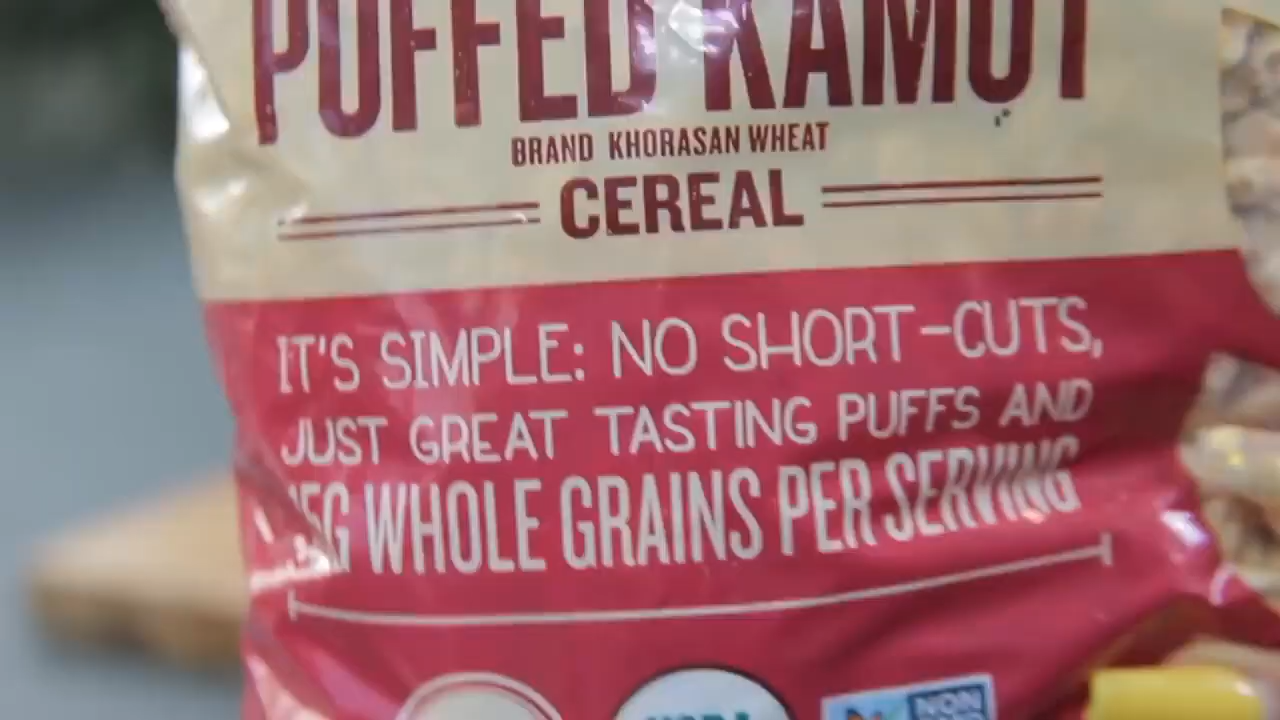 PUFFED KAMUT
BRAND KHORASAN WHEAT
CEREAL
IT'S SIMPLE: NO SHORT-CUTS,
JUST GREAT TASTING PUFFS AND
WHOLE GRAINS PER SERVING
NON